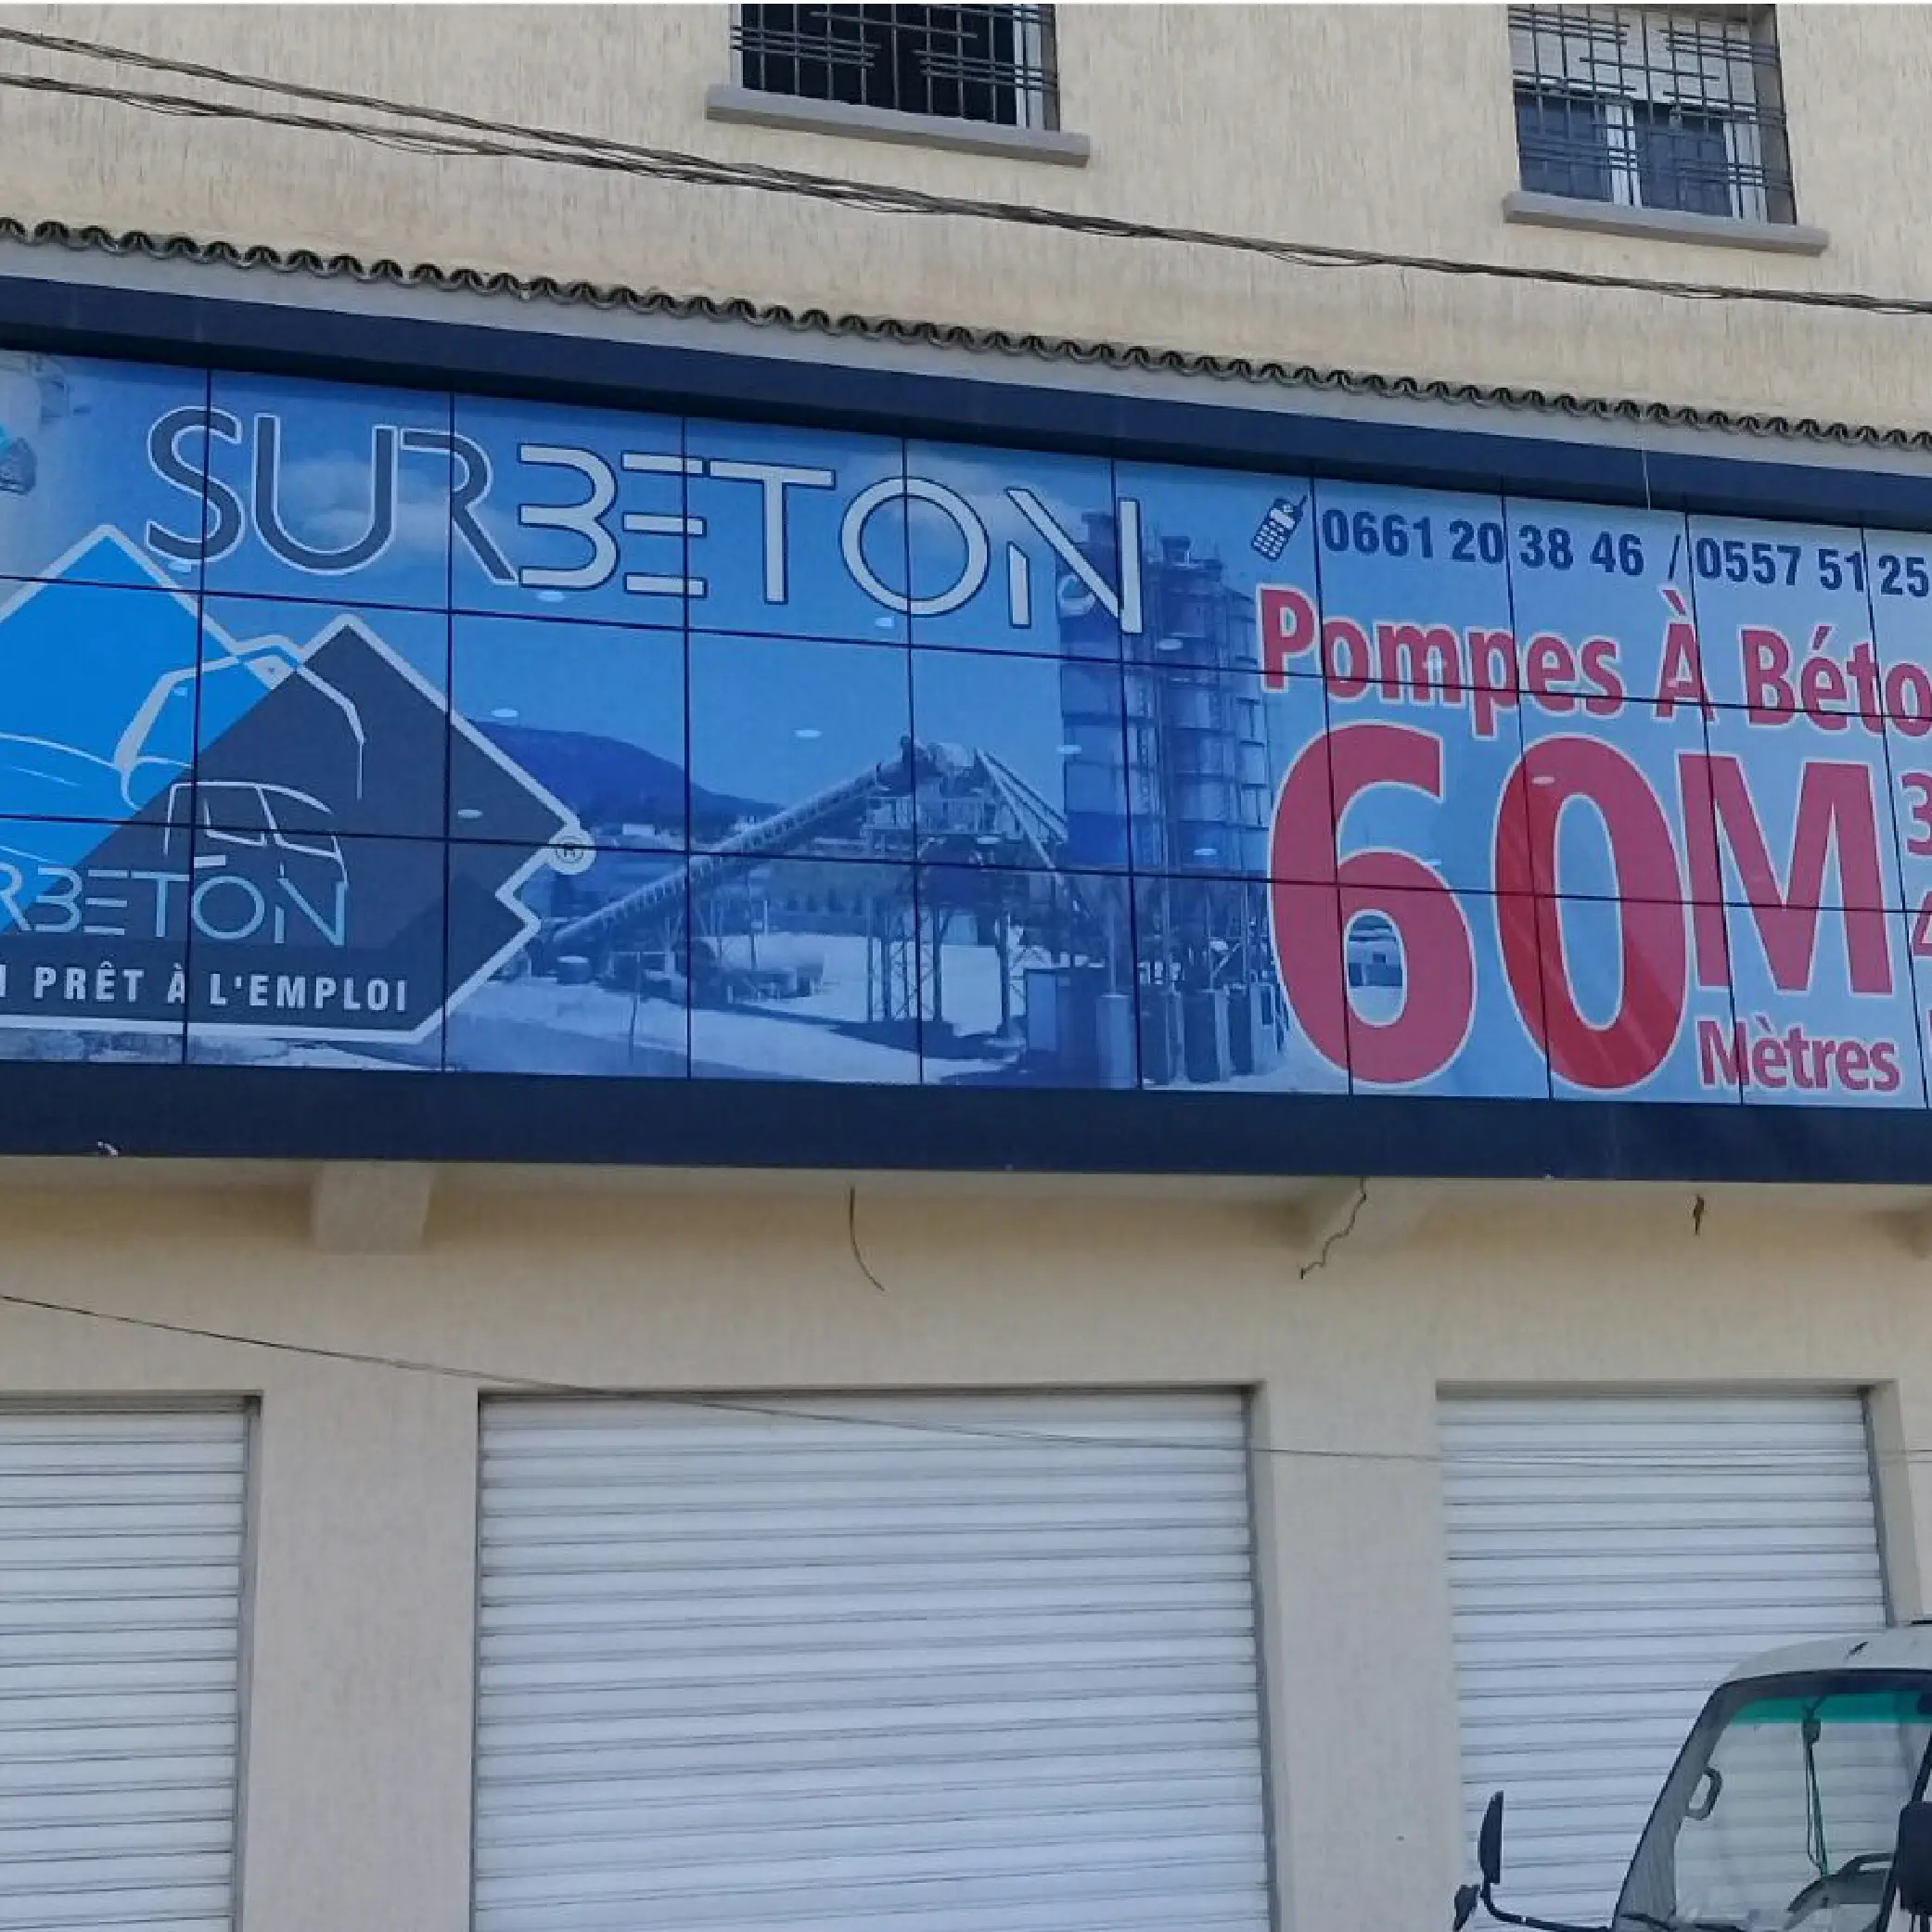 SURBETON
0661 20 38 46 / 0557 51 25
Pompes À Béto
60M
Mètres
RBETON
PRÊT À L'EMPLOI
®